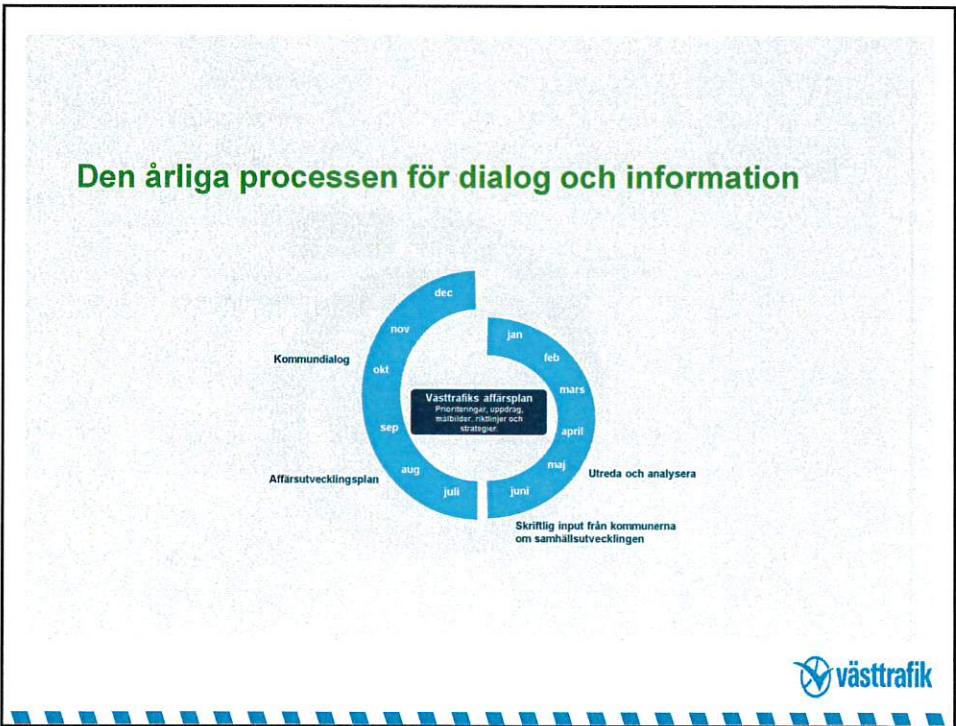 Den årliga processen för dialog och information
jan
feb
mars
april
maj
juni
juli
aug
sep
okt
nov
dec
Västtrafiks affärsplan
Prioriteringar, uppdrag,
målbilder, riktlinjer och
strategier.
Kommundialog
Affärsutvecklingsplan
Utreda och analysera
Skriftlig input från kommunerna
om samhällsutvecklingen
västtrafik